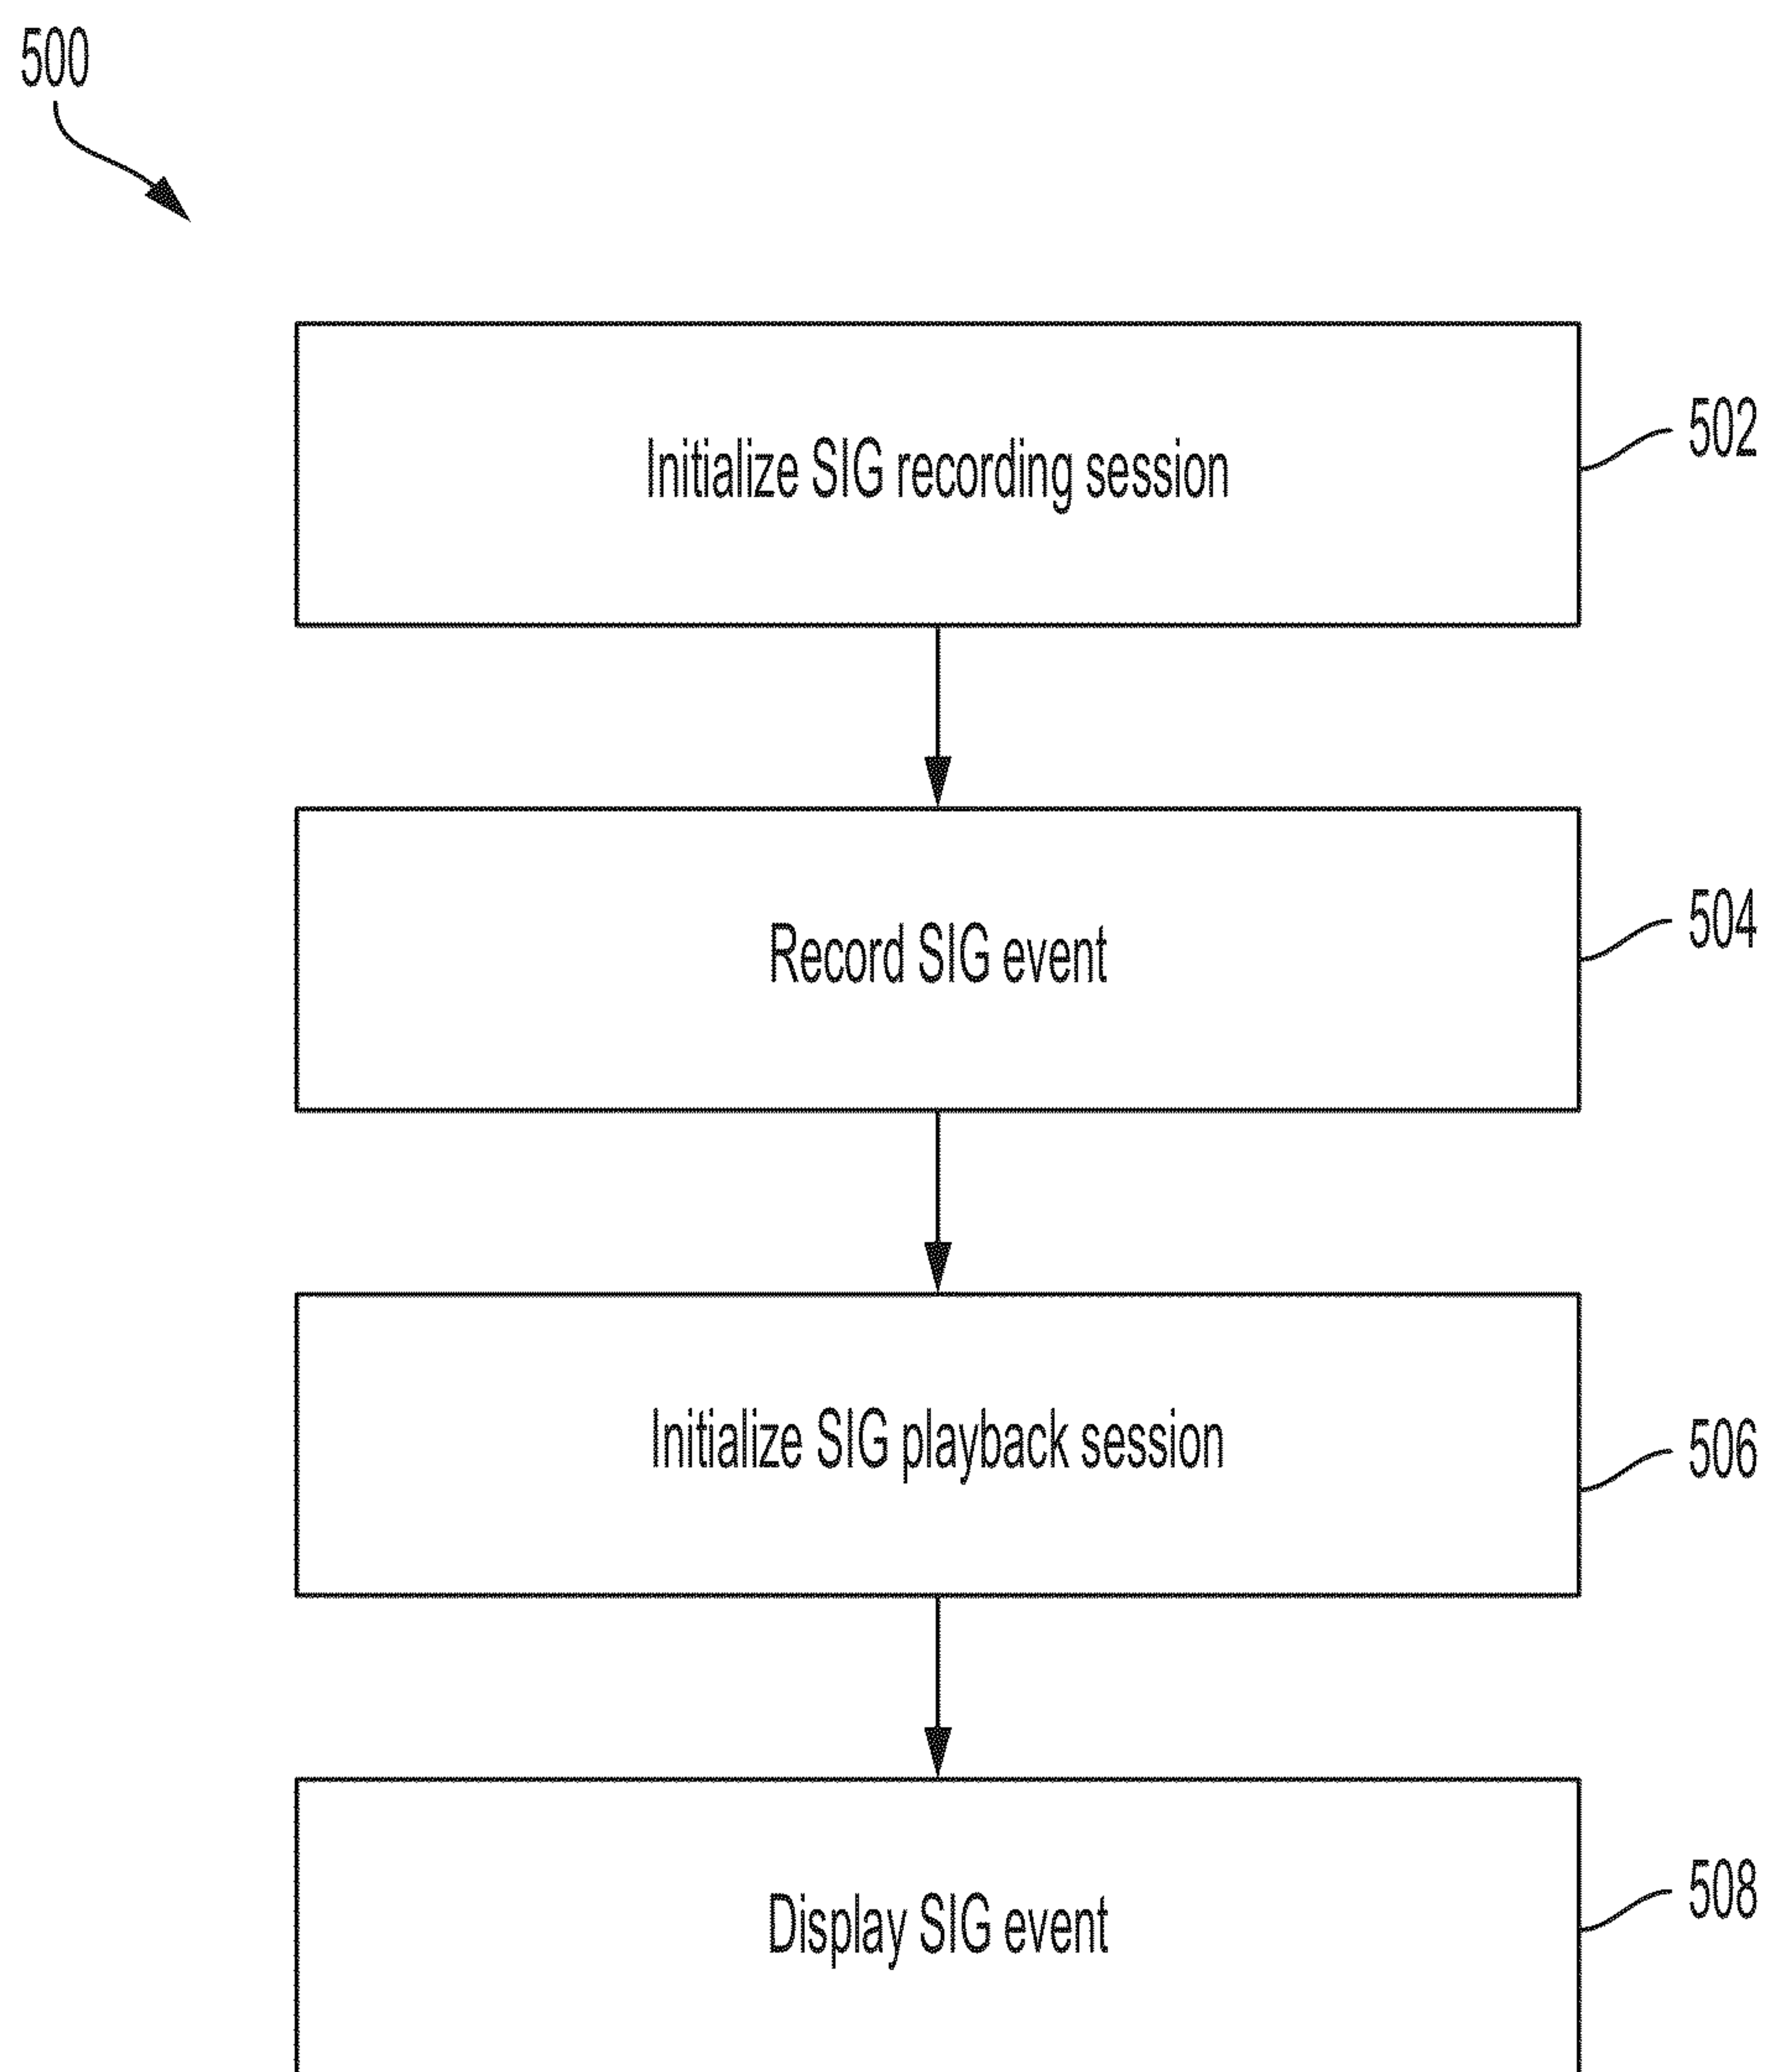 500
Initialize SIG recording session
502
Record SIG event
504
Initialize SIG playback session
506
Display SIG event
508